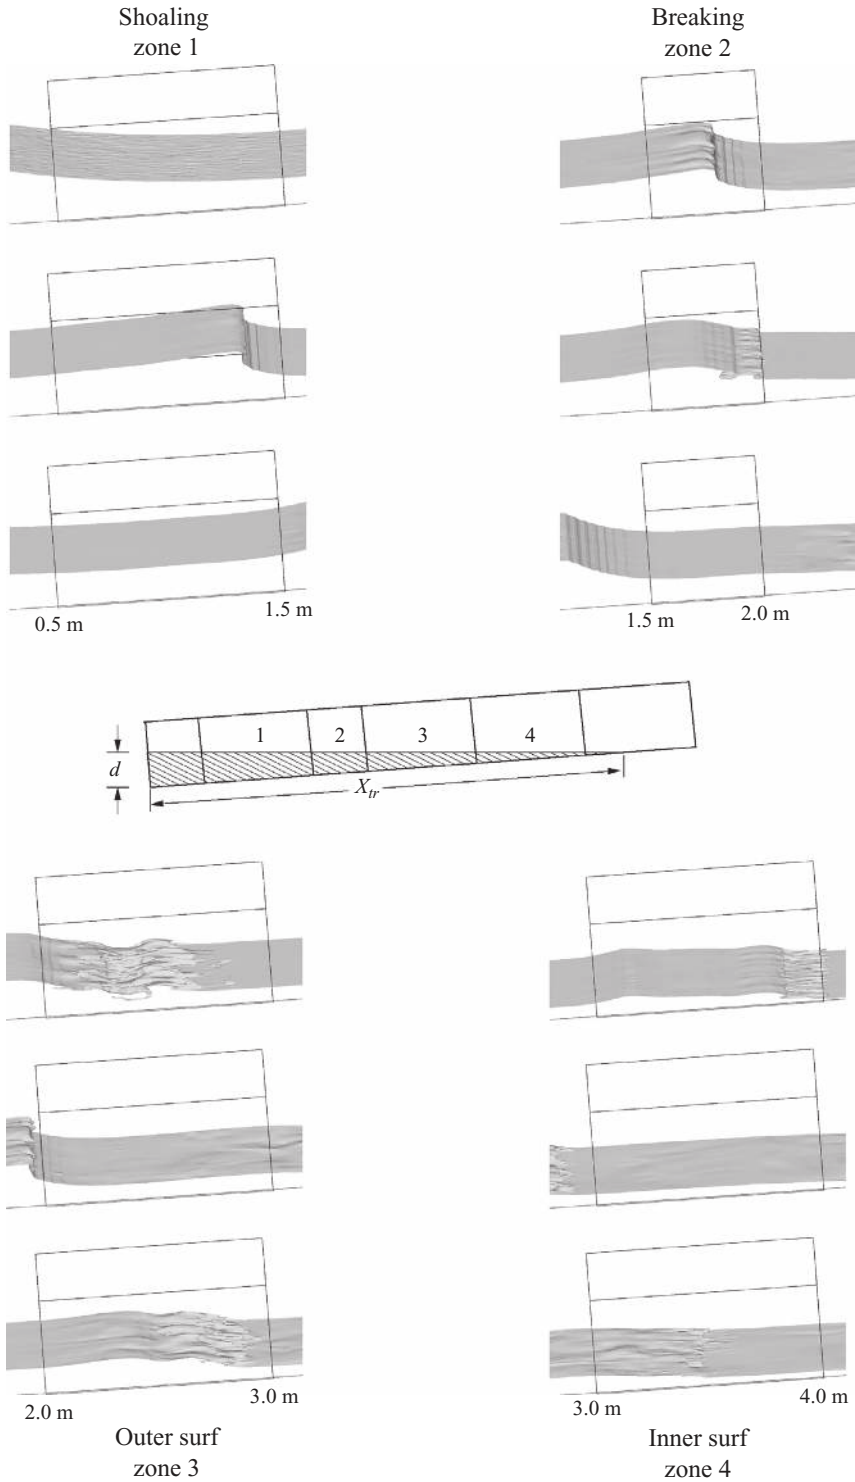 Shoaling
zone 1
Breaking
zone 2
0.5 m
1.5 m
1.5 m
2.0 m
1
2
3
4
d
X_tr
2.0 m
3.0 m
3.0 m
4.0 m
Outer surf
zone 3
Inner surf
zone 4